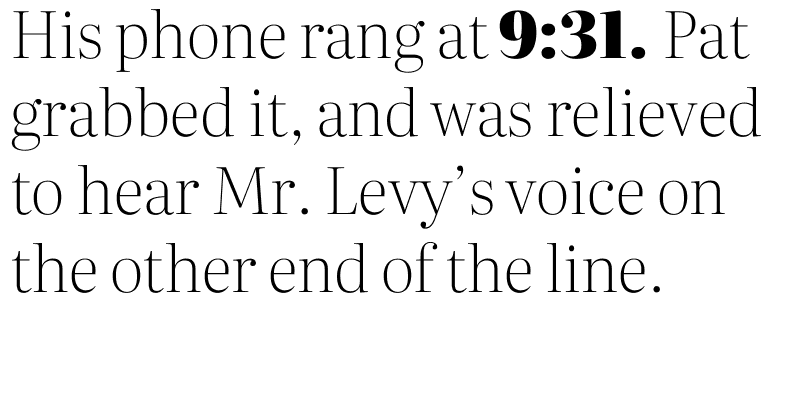 His phone rang at 9:31. Pat
grabbed it, and was relieved
to hear Mr. Levy’s voice on
the other end of the line.